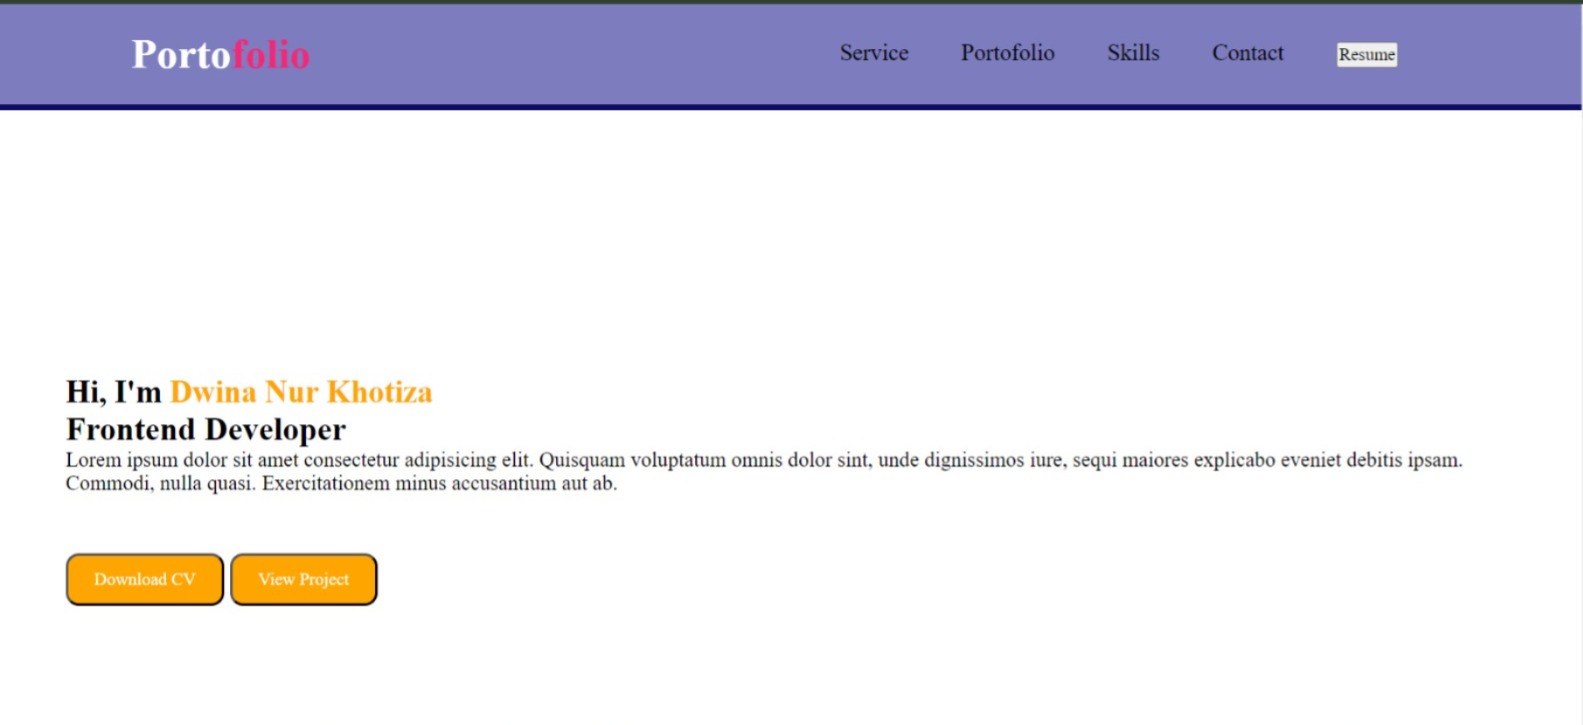 Portofolio
Service Portofolio Skills Contact Resume
Hi, I'm Dwina Nur Khotiza
Frontend Developer
Lorem ipsum dolor sit amet consectetur adipisicing elit. Quisquam voluptatum omnis dolor sint, unde dignissimos iure, sequi maiores explicabo eveniet debitis ipsam.
Commodi, nulla quasi. Exercitationem minus accusantium aut ab.
Download CV View Project